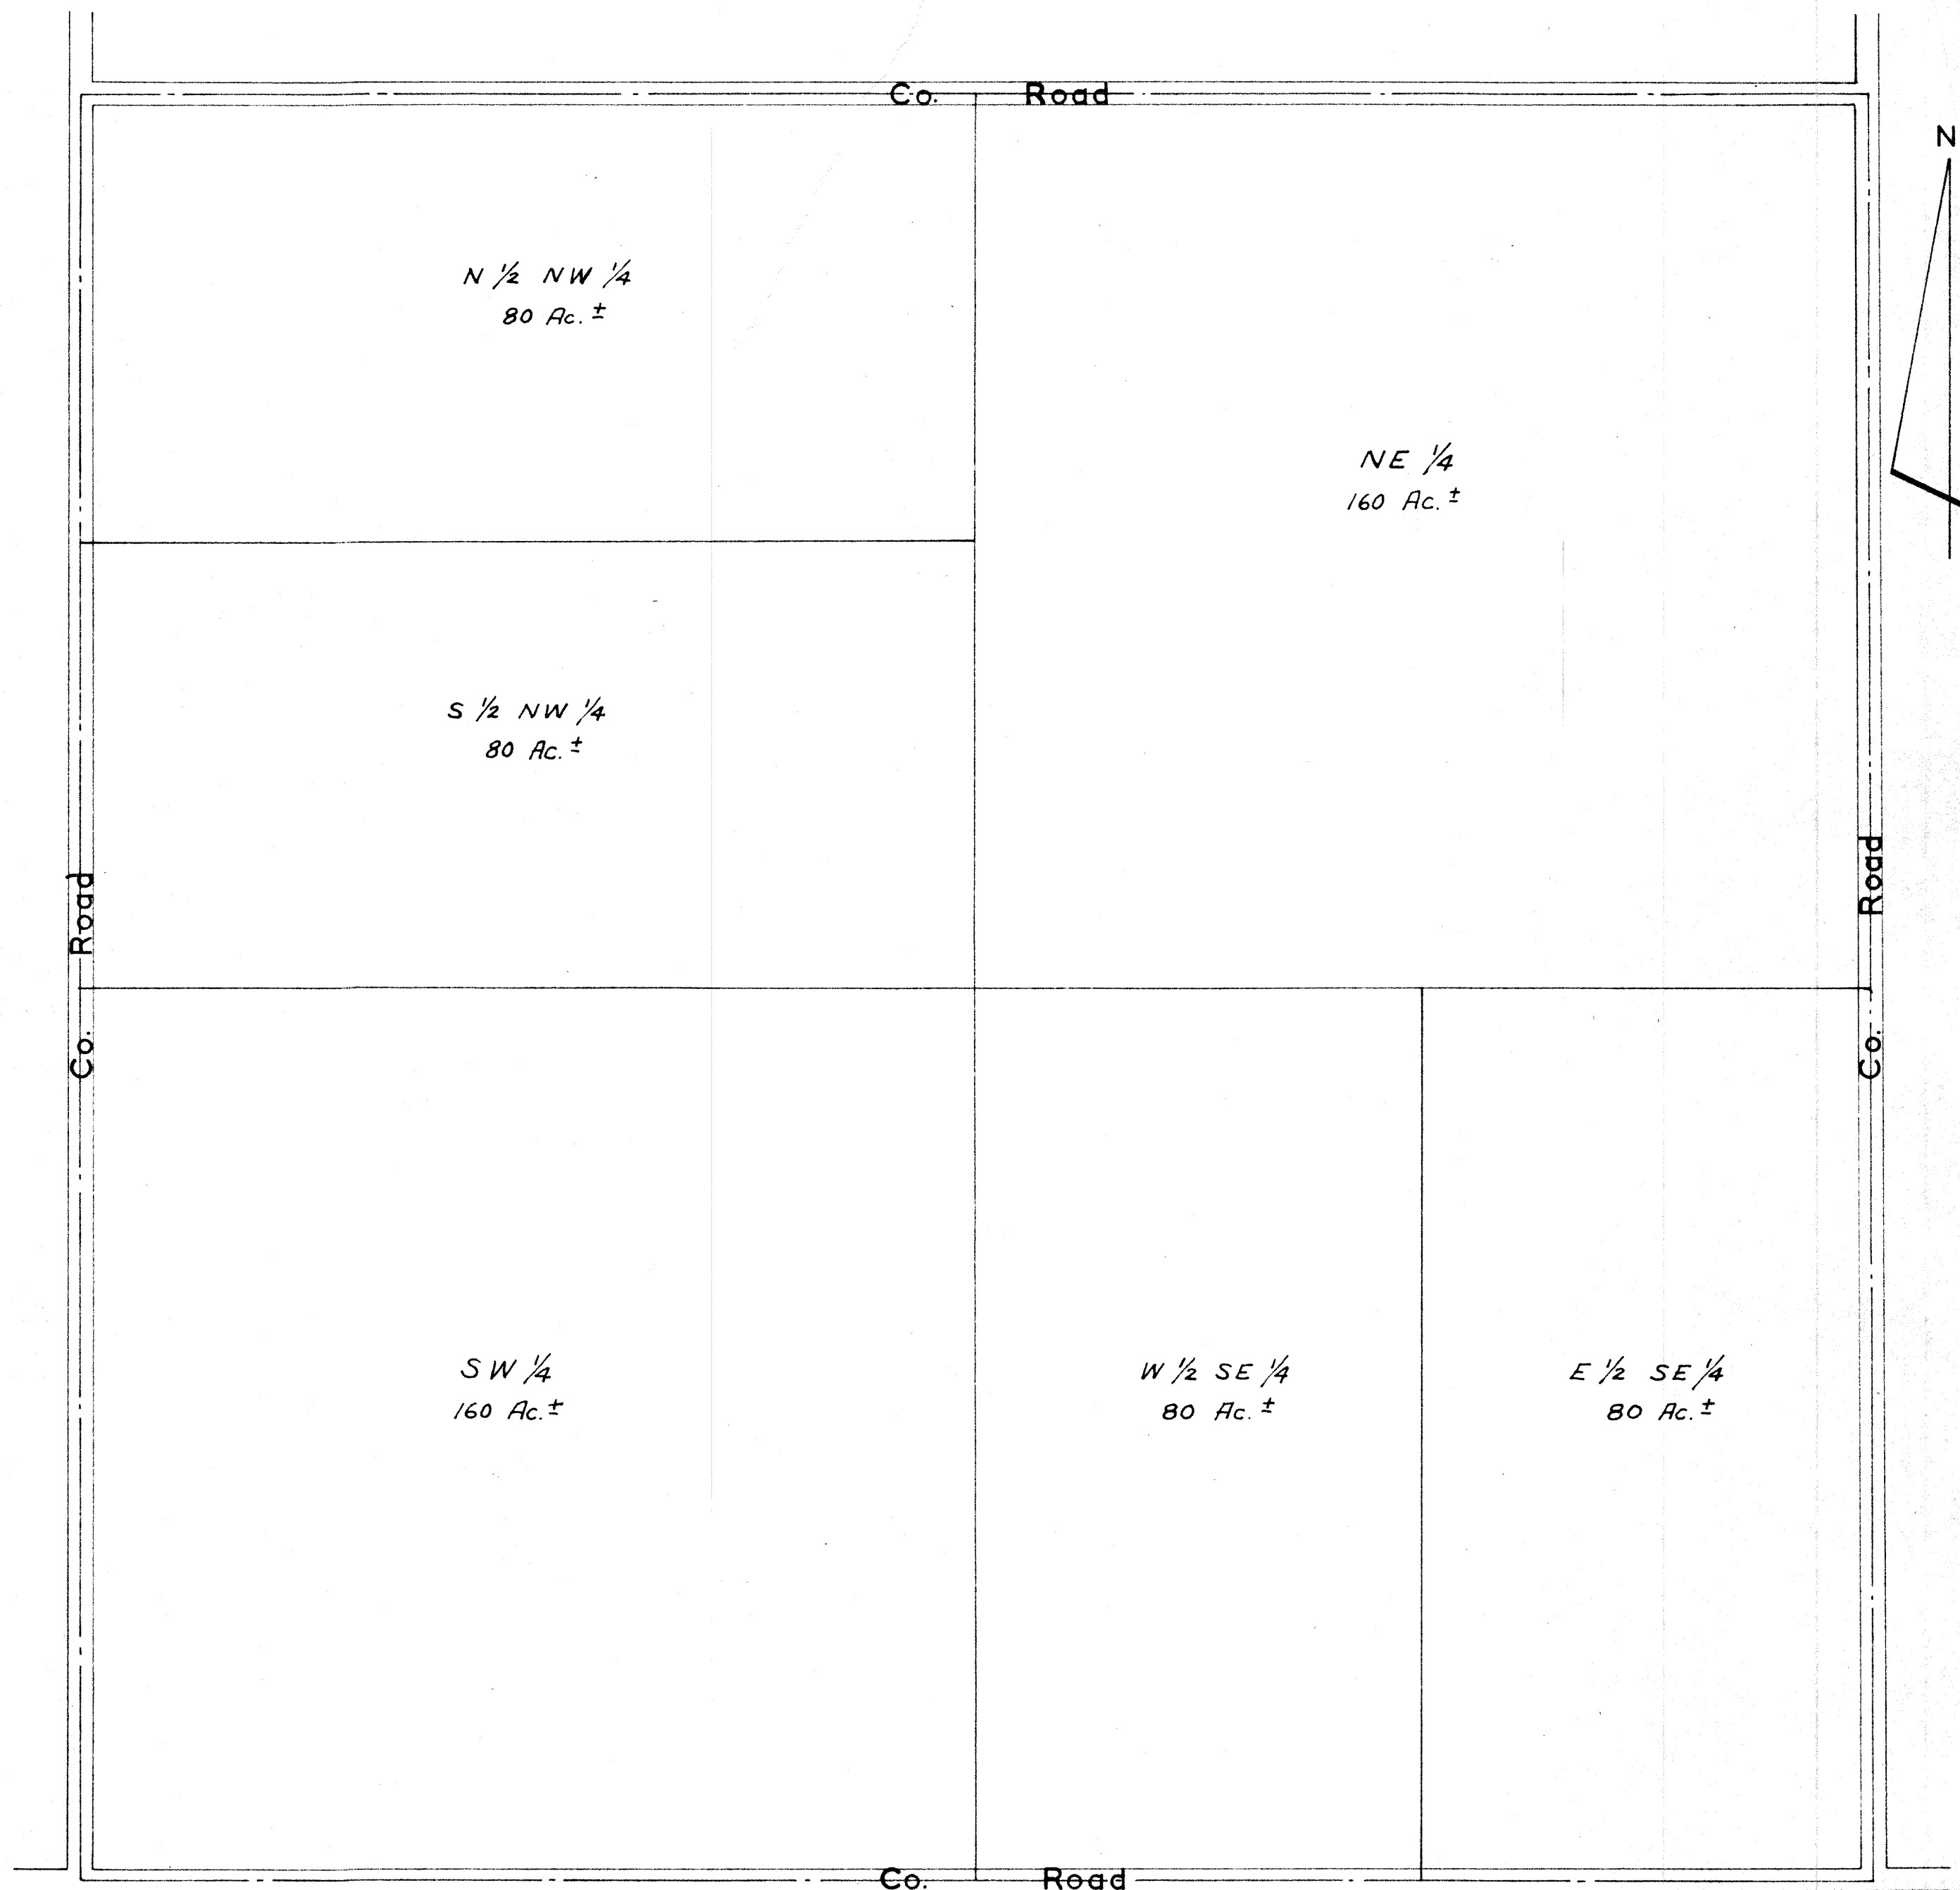 Co. Road
N
N 1/2 NW 1/4
80 Ac. ±
NE 1/4
160 Ac. ±
S 1/2 NW 1/4
80 Ac. ±
Co. Road
Co. Road
SW 1/4
160 Ac. ±
W 1/2 SE 1/4
80 Ac. ±
E 1/2 SE 1/4
80 Ac. ±
Co. Road